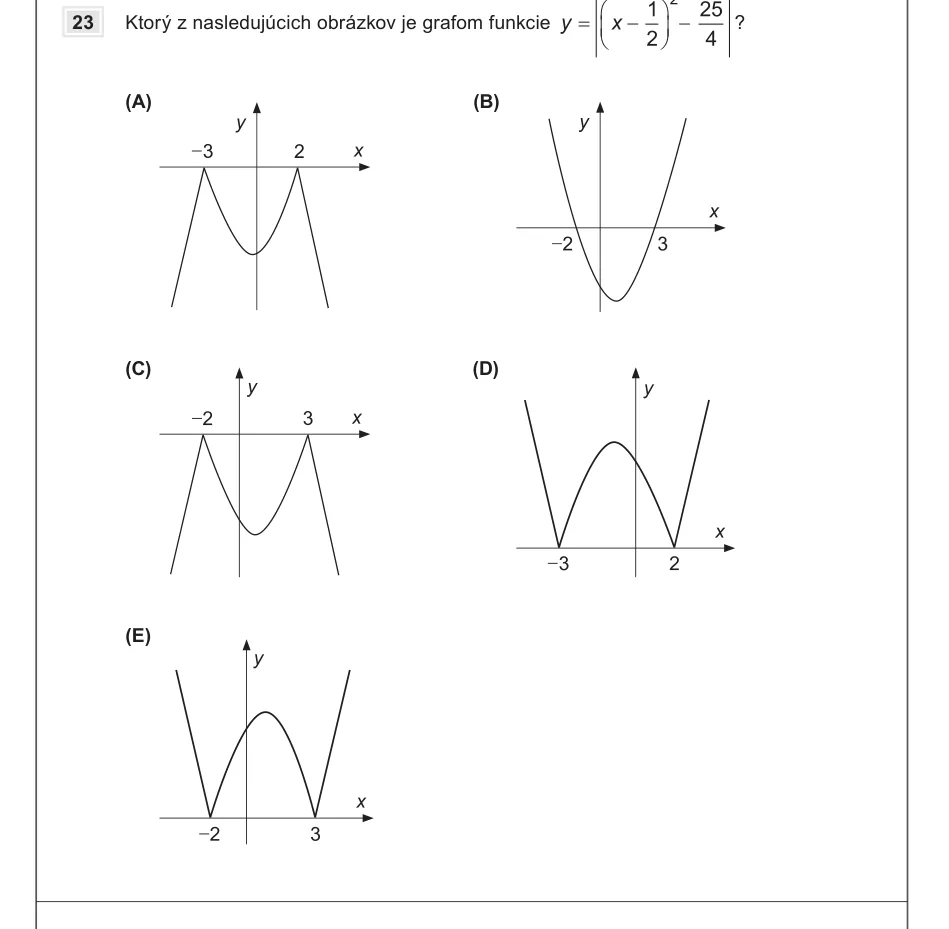 23 Ktorý z nasledujúcich obrázkov je grafom funkcie y = |(x − 1/2)² − 25/4| ?
(A) (B)
y y
−3 2 x
x
−2 3
(C) (D)
y y
−2 3 x
x
−3 2
(E)
y
x
−2 3